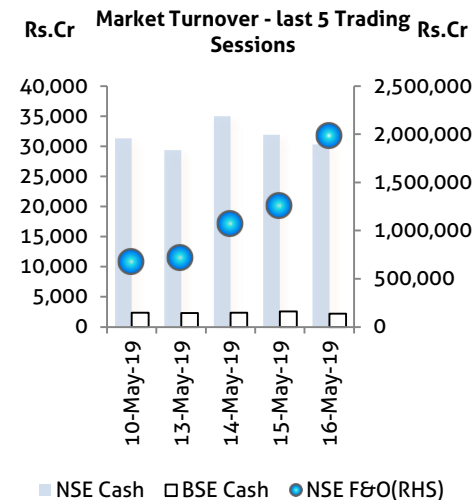 Rs.Cr Market Turnover - last 5 Trading Rs.Cr
Sessions
40,000 2,500,000
35,000
2,000,000
30,000
25,000 1,500,000
20,000
15,000 1,000,000
10,000
500,000
5,000
0 0
10-May-19
13-May-19
14-May-19
15-May-19
16-May-19
NSE Cash BSE Cash NSE F&O(RHS)